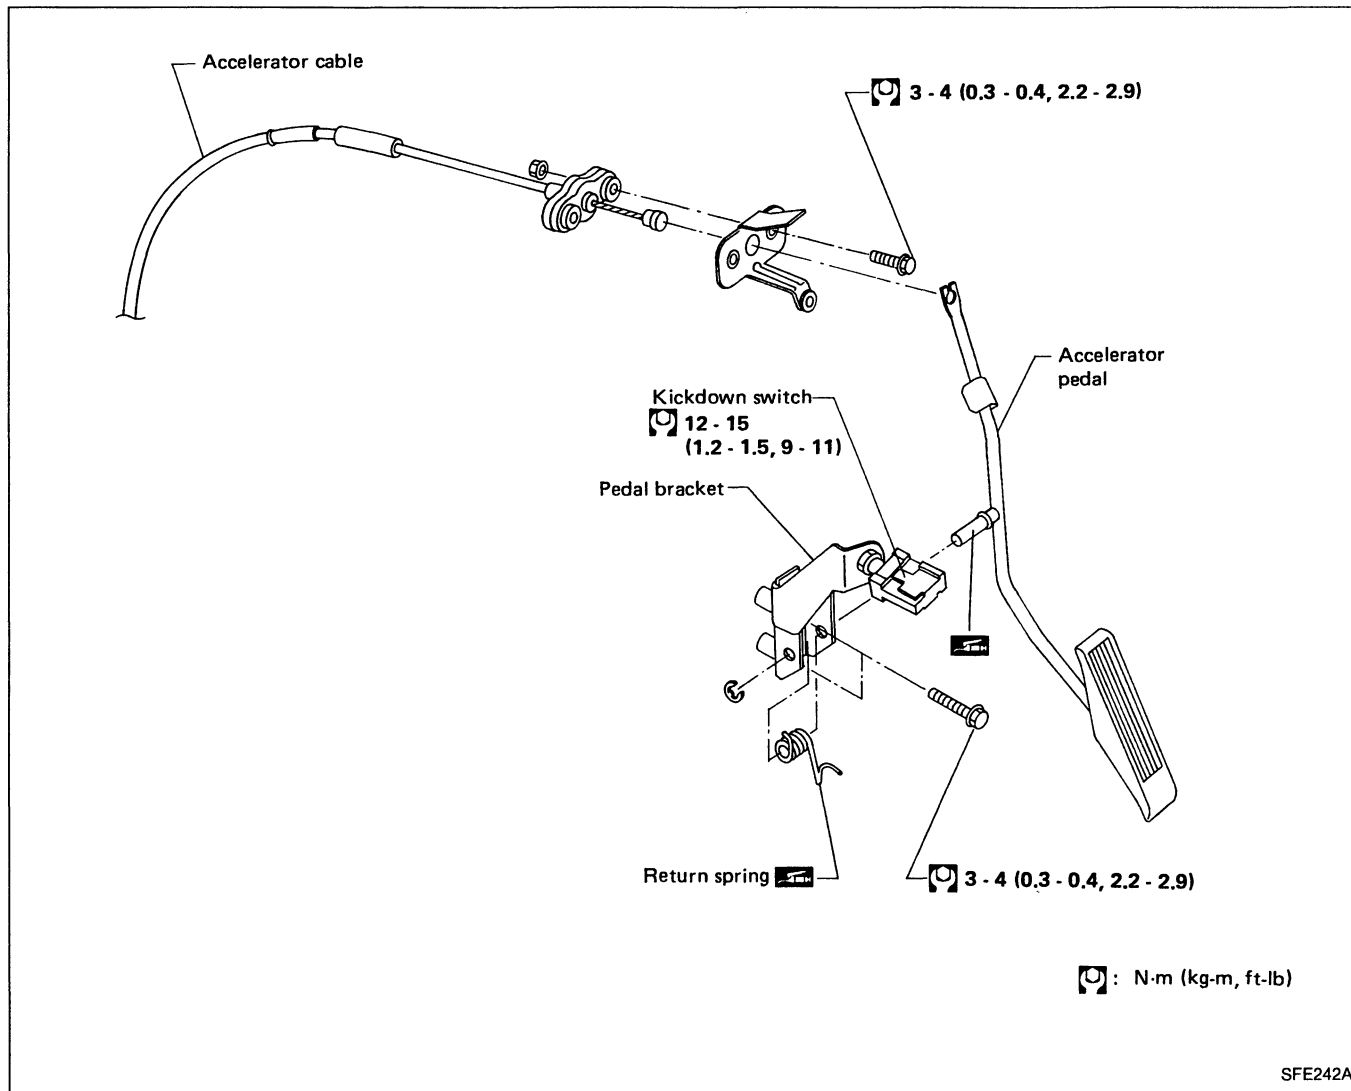 Accelerator cable
3 - 4 (0.3 - 0.4, 2.2 - 2.9)
Accelerator
pedal
Kickdown switch
12 - 15
(1.2 - 1.5, 9 - 11)
Pedal bracket
Return spring
3 - 4 (0.3 - 0.4, 2.2 - 2.9)
: N·m (kg-m, ft-lb)
SFE242A